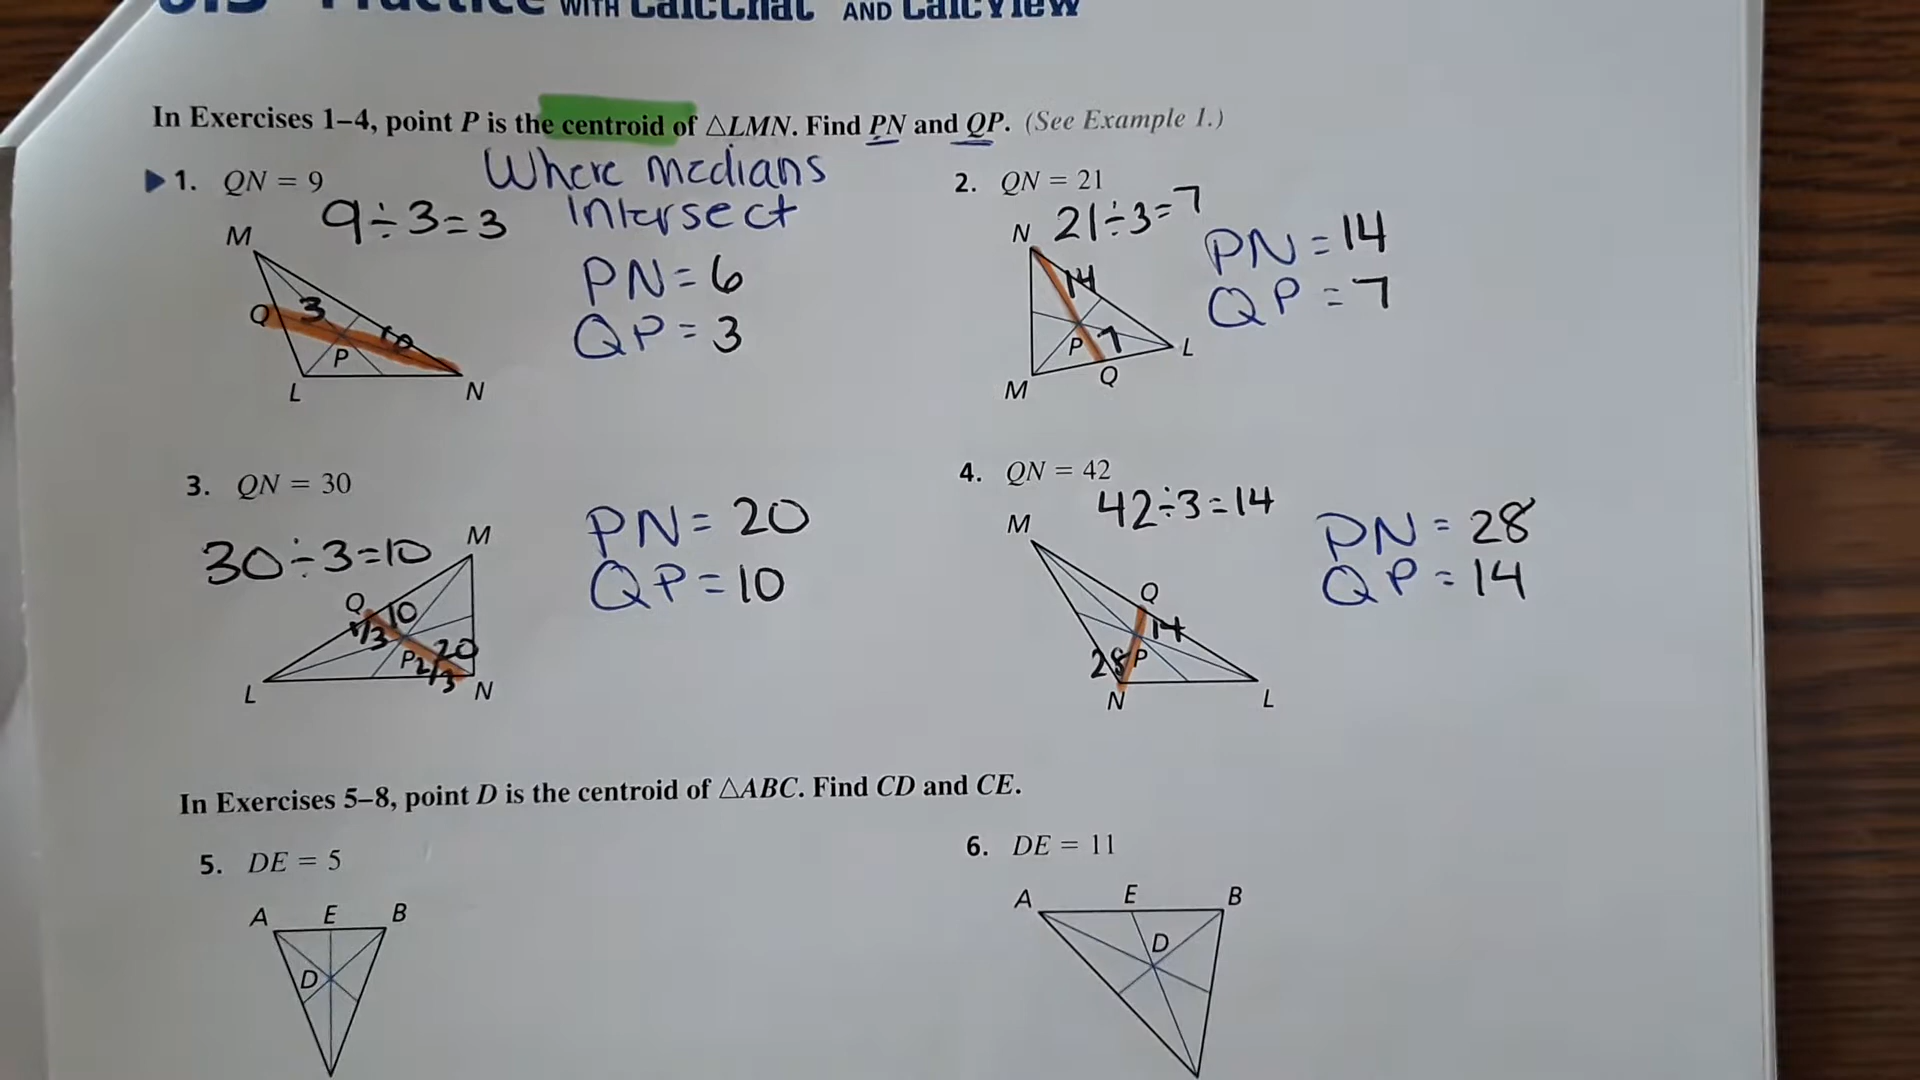 Practice WITH CalcChat AND CalcView
In Exercises 1–4, point P is the centroid of △LMN. Find PN and QP. (See Example 1.)
Where medians
intersect
1. QN = 9
9÷3=3
M
Q
3
6
P
L
N
PN=6
QP=3
2. QN = 21
21÷3=7
N
14
P
7
L
M
Q
PN=14
QP=7
3. QN = 30
30÷3=10
M
Q
10
1/3
P
20
2/3
L
N
PN=20
QP=10
4. QN = 42
42÷3=14
M
Q
14
28
P
N
L
PN=28
QP=14
In Exercises 5–8, point D is the centroid of △ABC. Find CD and CE.
5. DE = 5
A E B
D
6. DE = 11
A E B
D